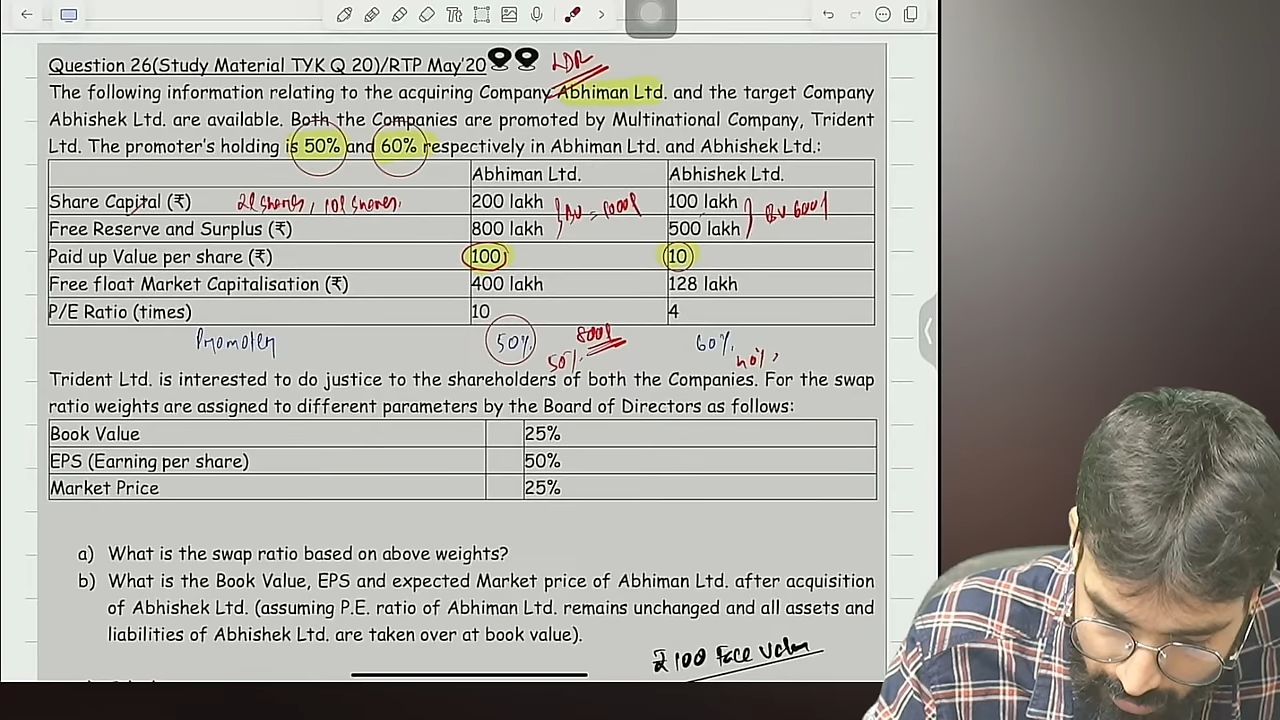 Question 26(Study Material TYK Q 20)/RTP May'20 LDR
The following information relating to the acquiring Company Abhiman Ltd. and the target Company
Abhishek Ltd. are available. Both the Companies are promoted by Multinational Company, Trident
Ltd. The promoter's holding is 50% and 60% respectively in Abhiman Ltd. and Abhishek Ltd.:
Abhiman Ltd. Abhishek Ltd.
Share Capital (₹) 2l shares, 10l shares. 200 lakh 100 lakh
Free Reserve and Surplus (₹) 800 lakh BV = 1000l 500 lakh BV 600l
Paid up Value per share (₹) 100 10
Free float Market Capitalisation (₹) 400 lakh 128 lakh
P/E Ratio (times) 10 4
Promoter 50% 800l 60%
50% 40%
Trident Ltd. is interested to do justice to the shareholders of both the Companies. For the swap
ratio weights are assigned to different parameters by the Board of Directors as follows:
Book Value 25%
EPS (Earning per share) 50%
Market Price 25%
a) What is the swap ratio based on above weights?
b) What is the Book Value, EPS and expected Market price of Abhiman Ltd. after acquisition
of Abhishek Ltd. (assuming P.E. ratio of Abhiman Ltd. remains unchanged and all assets and
liabilities of Abhishek Ltd. are taken over at book value).
₹100 Face Value